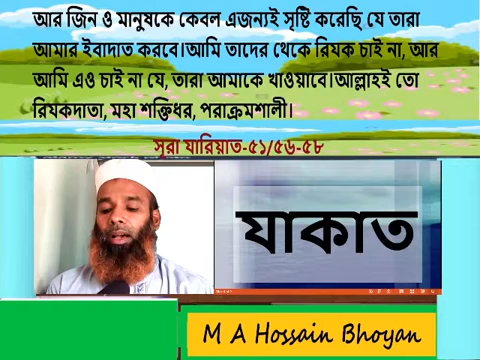 আর জিন ও মানুষকে কেবল এজন্যই সৃষ্টি করেছি যে তারা
আমার ইবাদাত করবে।আমি তাদের থেকে রিযক চাই না, আর
আমি এও চাই না যে, তারা আমাকে খাওয়াবে।আল্লাহই তো
রিযকদাতা, মহা শক্তিধর, পরাক্রমশালী।
সূরা যারিয়াত-৫১/৫৬-৫৮
যাকাত
M A Hossain Bhoyan